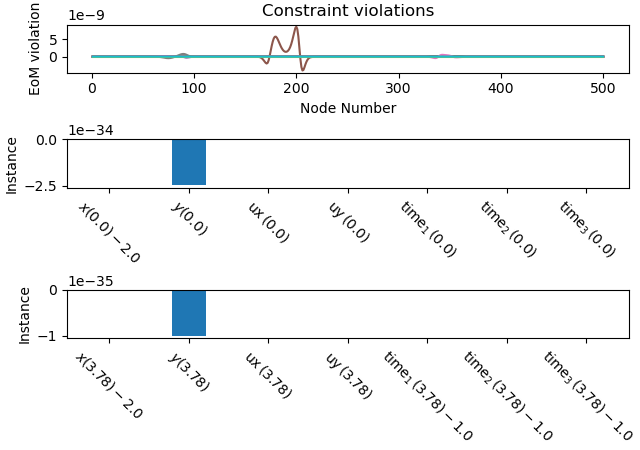 Constraint violations
1e−9
EoM violation
5
0
0 100 200 300 400 500
Node Number
1e−34
Instance
0.0
−2.5
x(0.0) − 2.0 y(0.0) ux (0.0) uy (0.0) time₁ (0.0) time₂ (0.0) time₃ (0.0)
1e−35
Instance
0
−1
x(3.78) − 2.0 y(3.78) ux (3.78) uy (3.78) time₁ (3.78) − 1.0 time₂ (3.78) − 1.0 time₃ (3.78) − 1.0